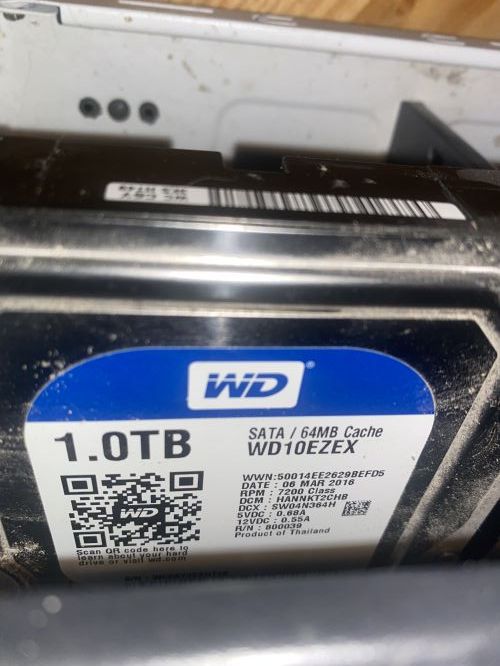 WD®
1.0TB
SATA / 64MB Cache
WD10EZEX
WWN:50014EE2629BEFD5
DATE : 06 MAR 2016
RPM : 7200 Class
DCM : HANNKT2CHB
DCX : SW04N364H
5VDC : 0.68A
12VDC : 0.55A
R/N : 800039
Product of Thailand
WD
Scan QR code here to
learn about your hard
drive or visit wd.com